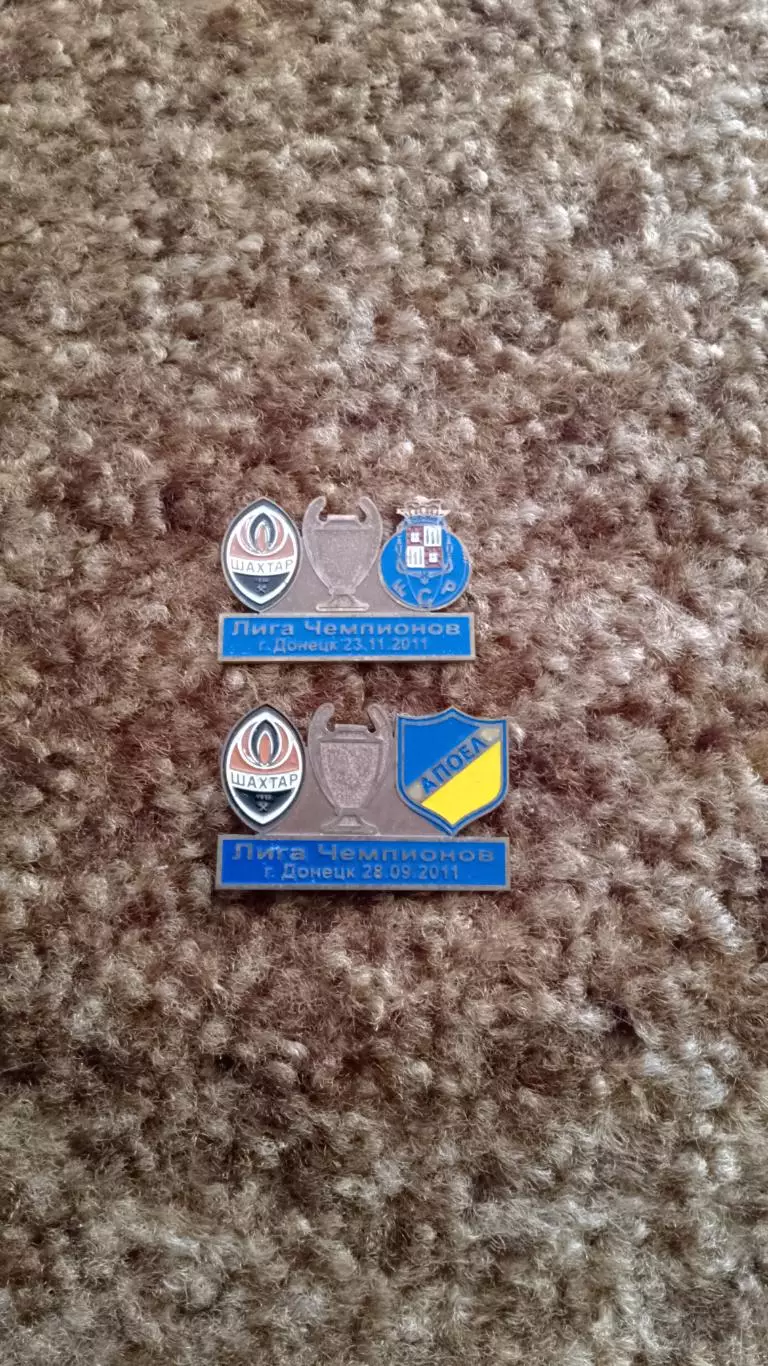 ШАХТАР
FCP
Лига Чемпионов
г. Донецк 23.11.2011
ШАХТАР
АПОЕЛ
Лига Чемпионов
г. Донецк 28.09.2011